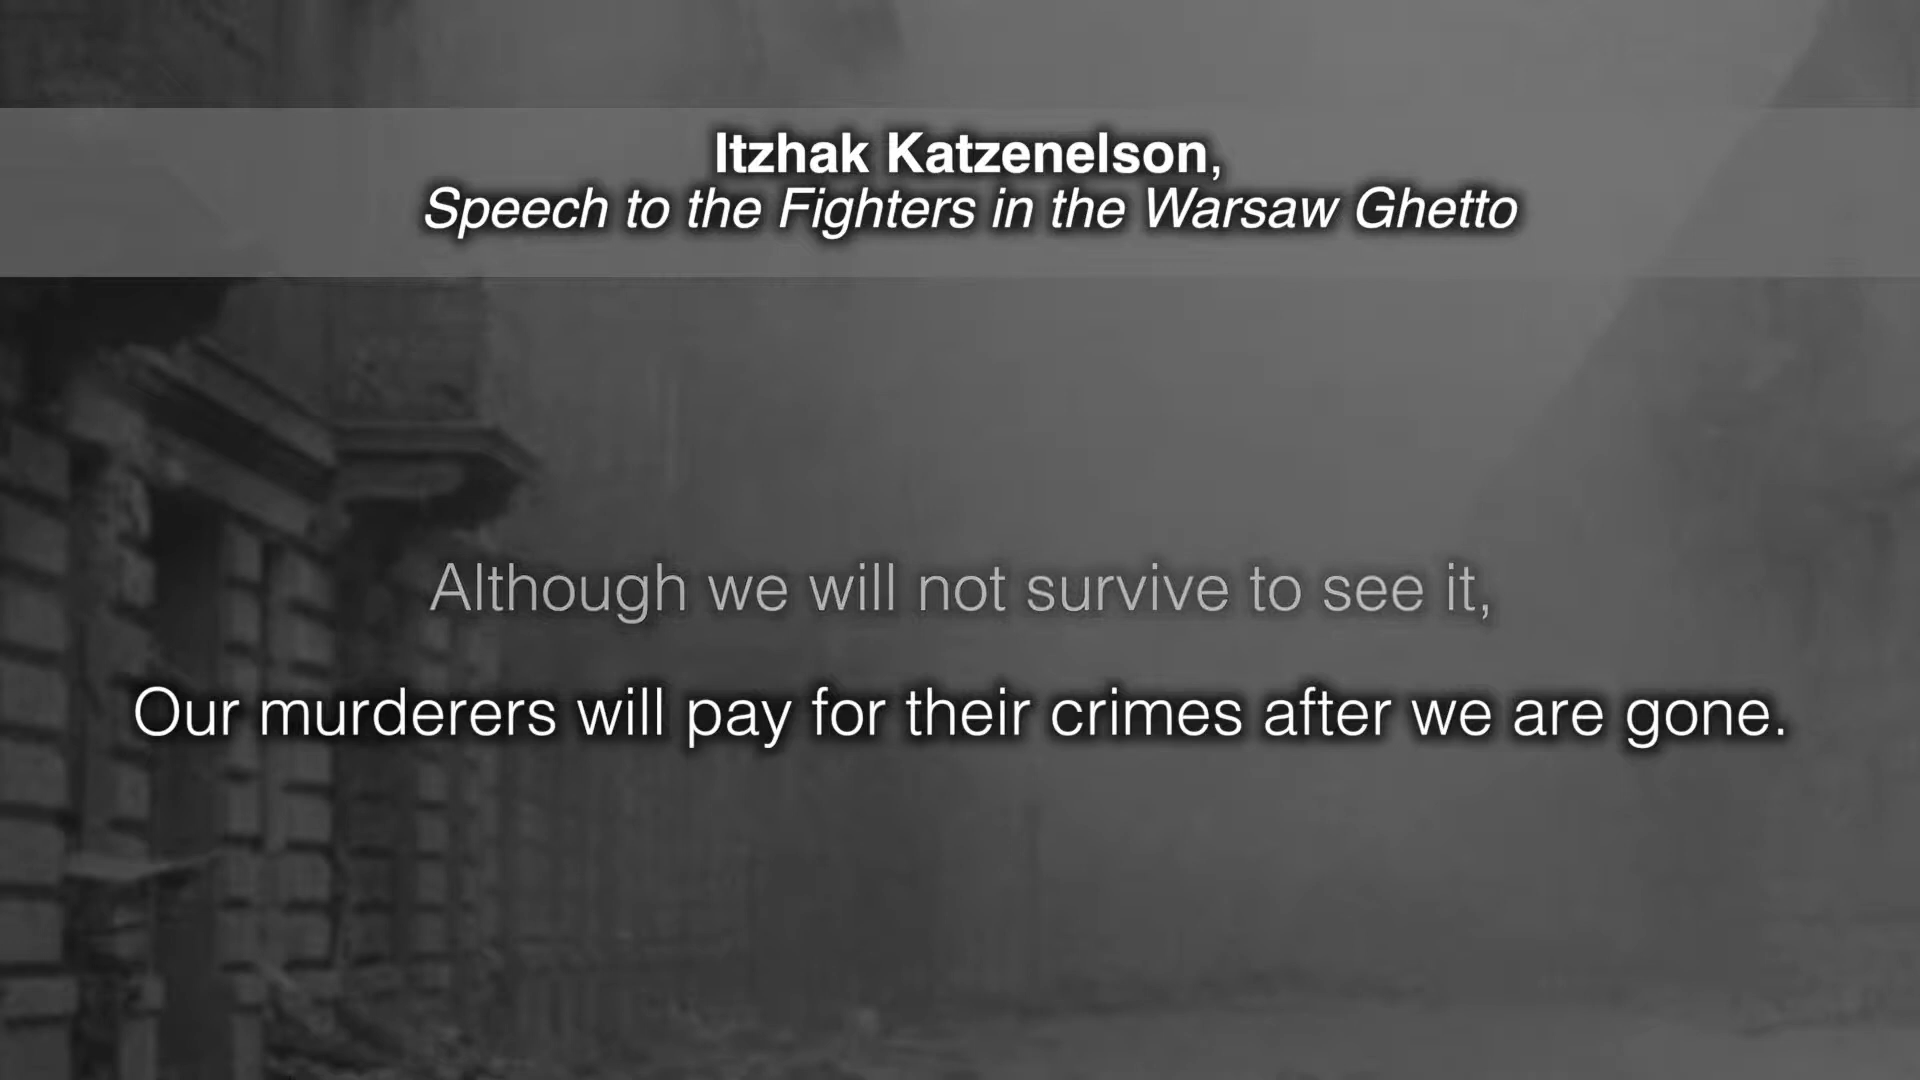 Itzhak Katzenelson,
Speech to the Fighters in the Warsaw Ghetto
Although we will not survive to see it,
Our murderers will pay for their crimes after we are gone.